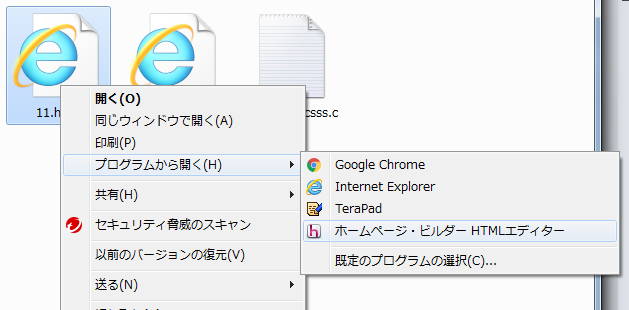 11.h
csss.c
開く(O)
同じウィンドウで開く(A)
印刷(P)
プログラムから開く(H)
共有(H)
セキュリティ脅威のスキャン
以前のバージョンの復元(V)
送る(N)
Google Chrome
Internet Explorer
TeraPad
ホームページ・ビルダー HTMLエディター
既定のプログラムの選択(C)...